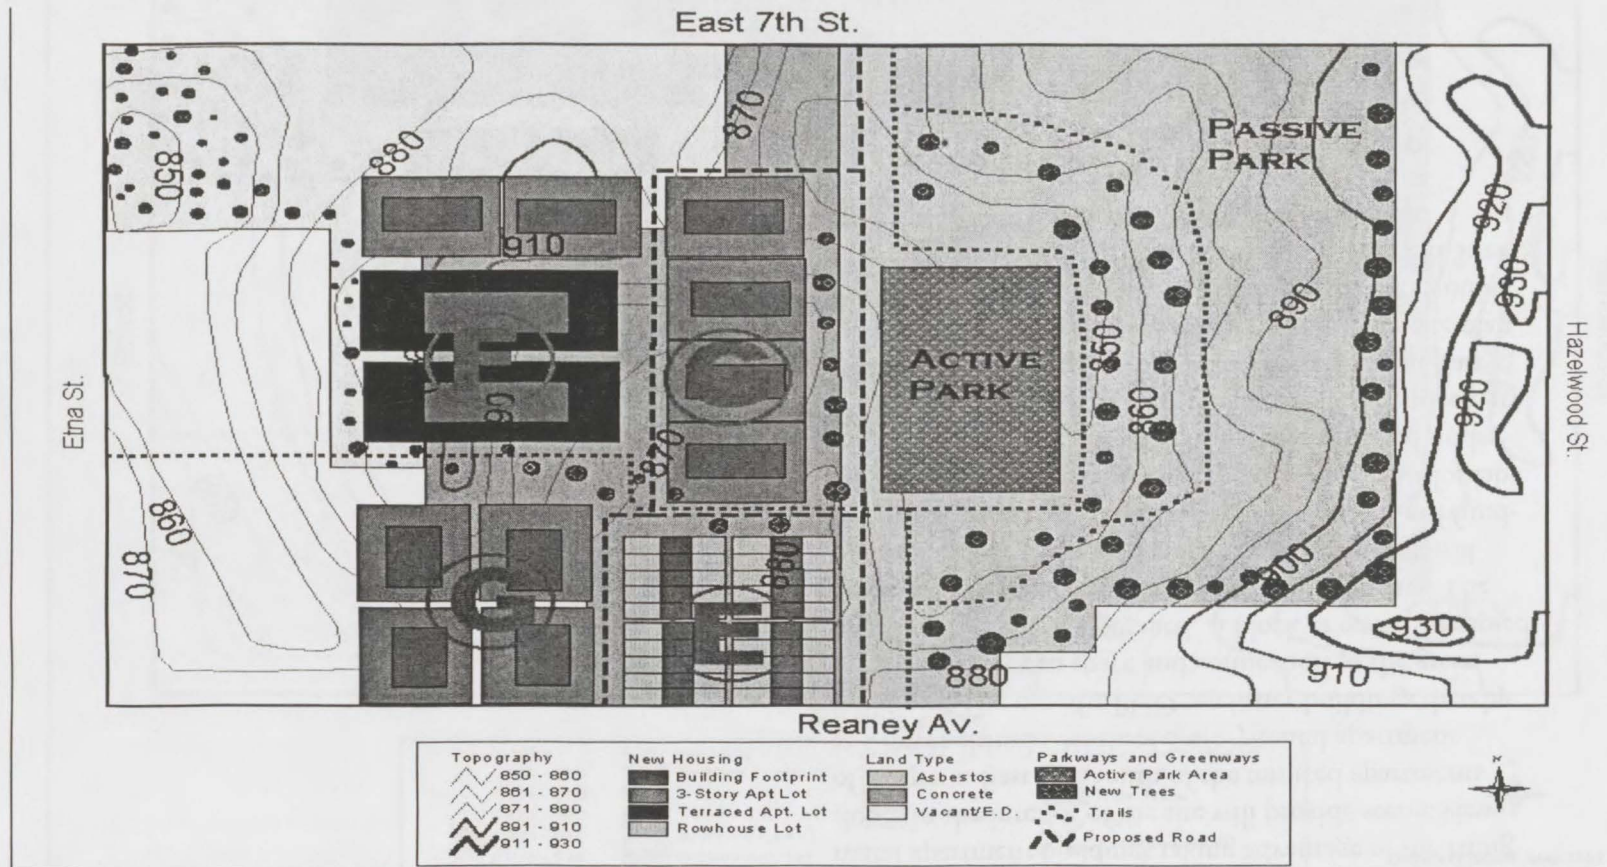 East 7th St.
870
PASSIVE
PARK
880
850
920
910
930
890
Hazelwood St.
ACTIVE
PARK
850
860
920
E
G
90
Etna St.
870
860
870
880
900
G
E
930
880
910
Reaney Av.
Topography
850 - 860
861 - 870
871 - 890
891 - 910
911 - 930
New Housing
Building Footprint
3-Story Apt Lot
Terraced Apt. Lot
Rowhouse Lot
Land Type
Asbestos
Concrete
Vacant/E.D.
Parkways and Greenways
Active Park Area
New Trees
Trails
Proposed Road
N